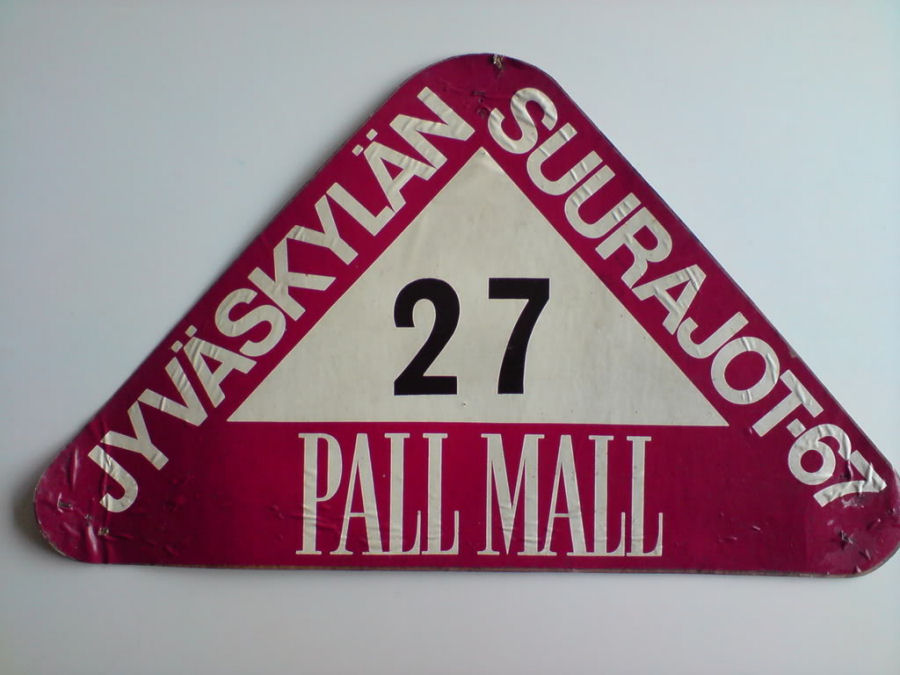 JYVÄSKYLÄN
SUURAJOT-67
27
PALL MALL